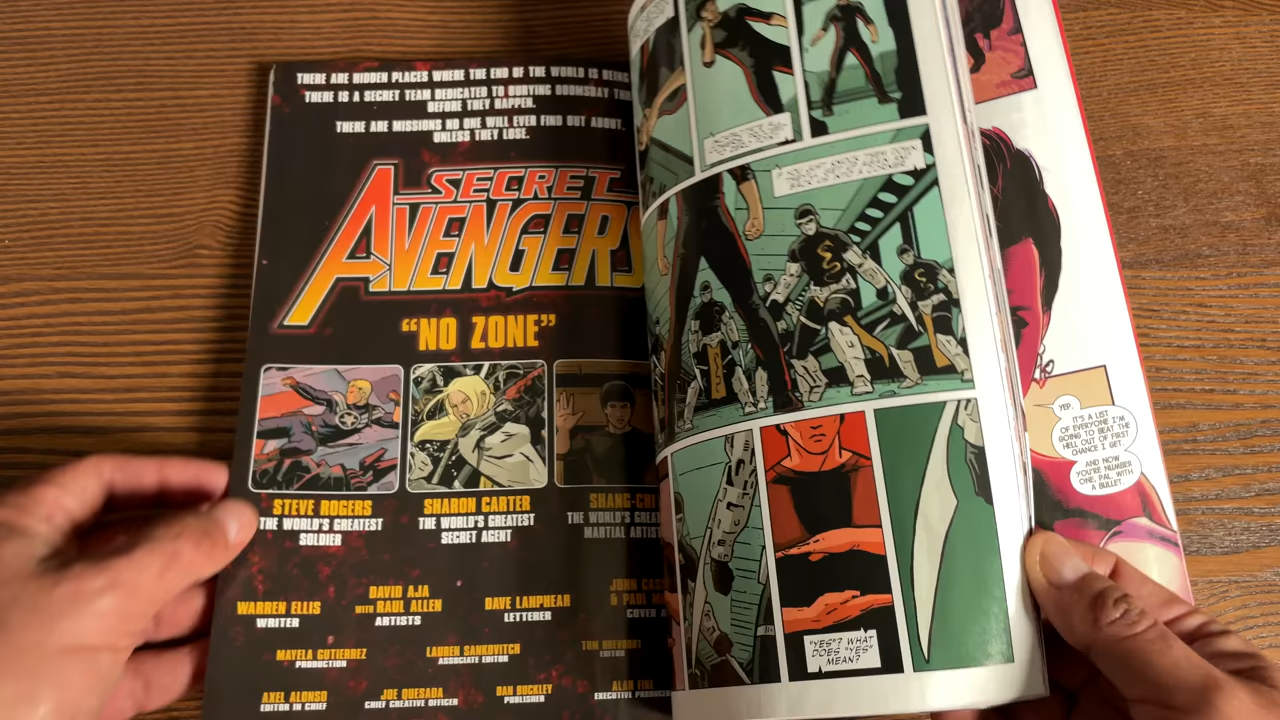 THERE ARE HIDDEN PLACES WHERE THE END OF THE WORLD IS BEING
THERE IS A SECRET TEAM DEDICATED TO BURYING DOOMSDAY
BEFORE THEY HAPPEN.
THERE ARE MISSIONS NO ONE WILL EVER FIND OUT ABOUT.
UNLESS THEY LOSE.
SECRET
AVENGERS
“NO ZONE”
STEVE ROGERS
THE WORLD'S GREATEST
SOLDIER
SHARON CARTER
THE WORLD'S GREATEST
SECRET AGENT
SHANG-CHI
THE WORLD'S
MARTIAL
WARREN ELLIS
WRITER
DAVID AJA
WITH RAUL ALLEN
ARTISTS
DAVE LANPHEAR
LETTERER
JOHN
&
COVER
MAYELA GUTIERREZ
PRODUCTION
LAUREN SANKOVITCH
ASSOCIATE EDITOR
TOM BREVOORT
EDITOR
AXEL ALONSO
EDITOR IN CHIEF
JOE QUESADA
CHIEF CREATIVE OFFICER
DAN BUCKLEY
PUBLISHER
ALAN FINE
EXECUTIVE PRODUCER
"YES"? WHAT
DOES "YES"
MEAN?
YEP.
IT'S A LIST
OF EVERYONE I'M
GOING TO BEAT THE
HELL OUT OF FIRST
CHANCE I GET.
AND NOW
YOU'RE NUMBER
ONE, PAL. WITH
A BULLET.